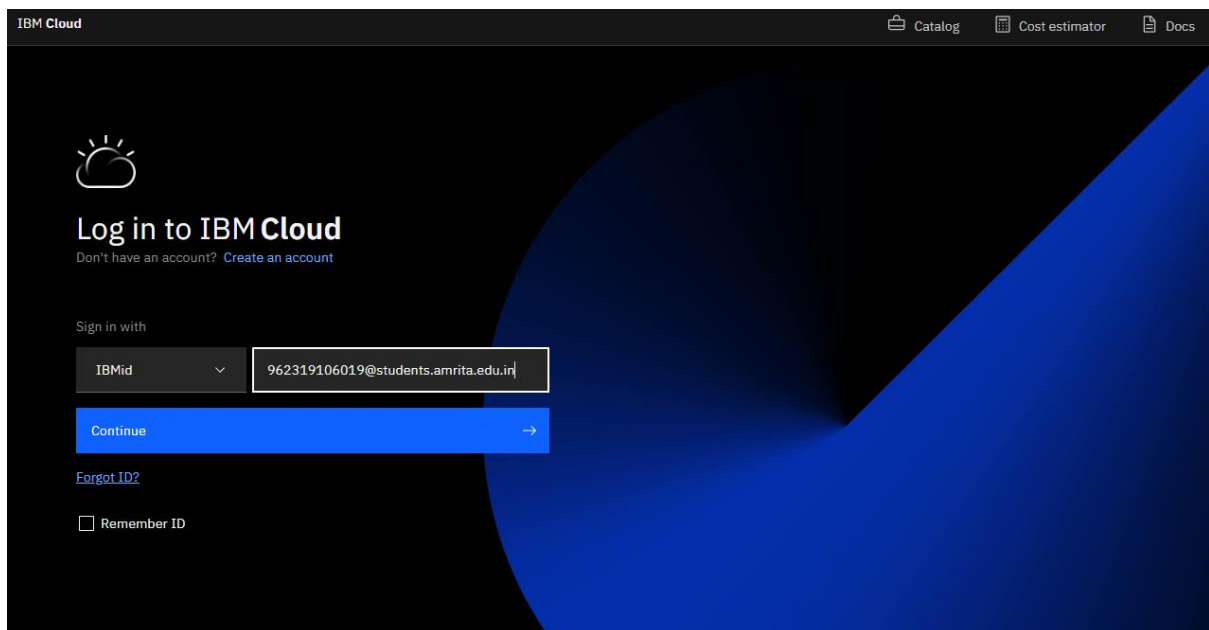 IBM Cloud Catalog Cost estimator Docs
Log in to IBM Cloud
Don't have an account? Create an account
Sign in with
IBMid 962319106019@students.amrita.edu.in
Continue
Forgot ID?
Remember ID